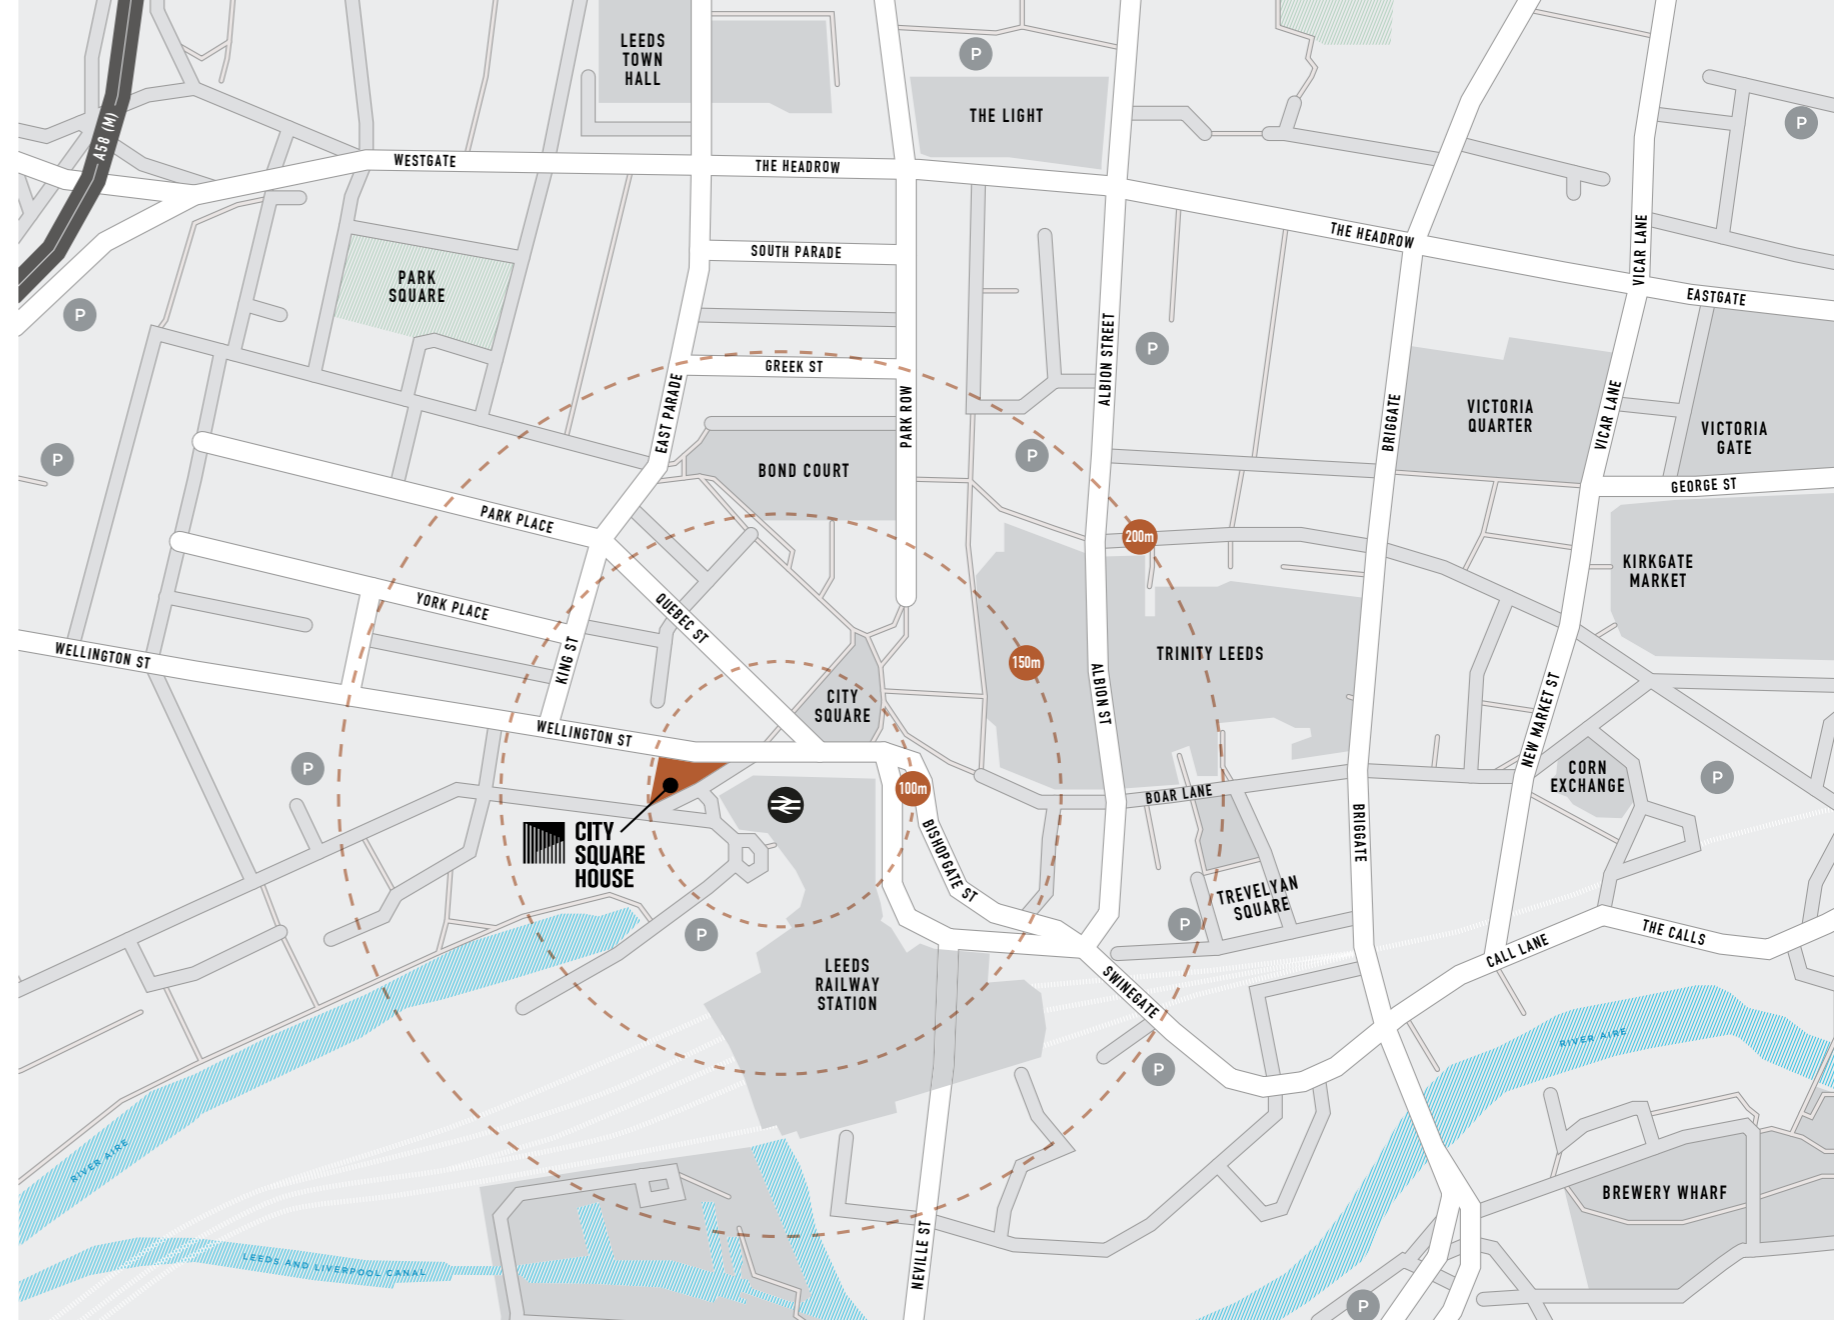 LEEDS
TOWN
HALL
P
THE LIGHT
P
A58 (M)
WESTGATE
THE HEADROW
THE HEADROW
VICAR LANE
EASTGATE
SOUTH PARADE
PARK
SQUARE
P
P
GREEK ST
ALBION STREET
EAST PARADE
PARK ROW
BRIGGATE
VICAR LANE
VICTORIA
QUARTER
VICTORIA
GATE
P
BOND COURT
P
GEORGE ST
PARK PLACE
200m
KIRKGATE
MARKET
YORK PLACE
QUEBEC ST
WELLINGTON ST
KING ST
150m
TRINITY LEEDS
ALBION ST
CITY
SQUARE
NEW MARKET ST
WELLINGTON ST
P
100m
BOAR LANE
CORN
EXCHANGE
P
CITY
SQUARE
HOUSE
BISHOPGATE ST
BRIGGATE
TREVELYAN
SQUARE
P
P
THE CALLS
CALL LANE
LEEDS
RAILWAY
STATION
SWINEGATE
P
RIVER AIRE
RIVER AIRE
BREWERY WHARF
NEVILLE ST
LEEDS AND LIVERPOOL CANAL
P